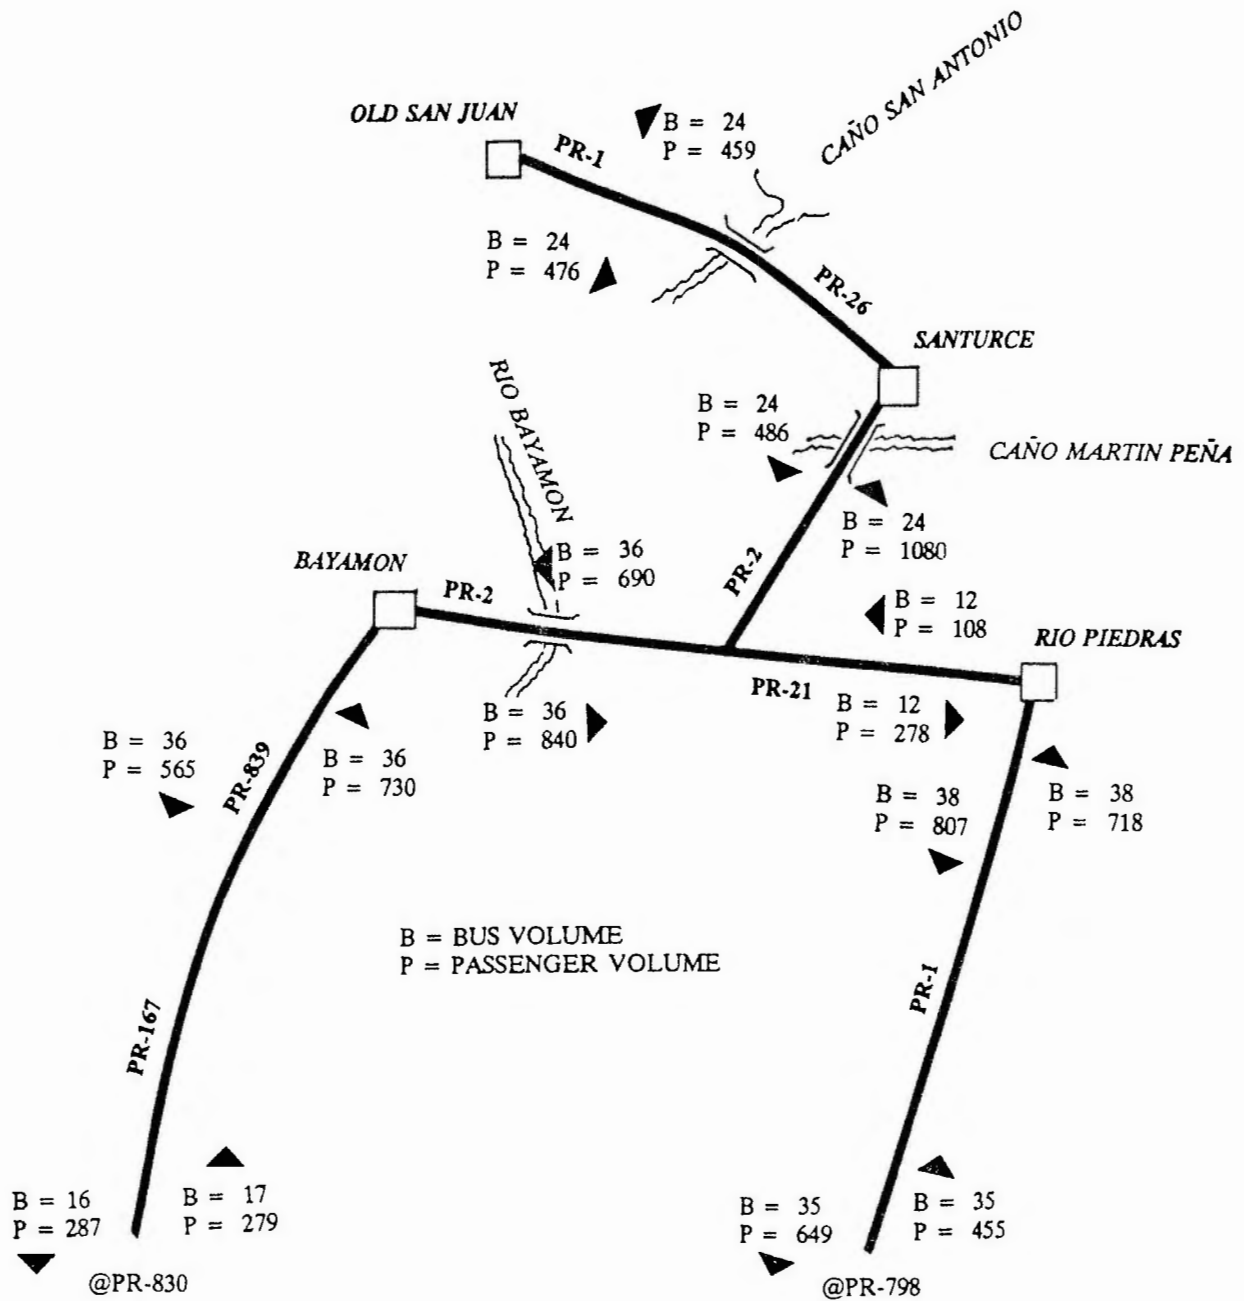 CAÑO SAN ANTONIO
OLD SAN JUAN
B = 24
P = 459
PR-1
B = 24
P = 476
PR-26
SANTURCE
RIO BAYAMON
B = 24
P = 486
CAÑO MARTIN PEÑA
B = 24
P = 1080
PR-2
BAYAMON
B = 36
P = 690
PR-2
B = 12
P = 108
RIO PIEDRAS
PR-21
B = 36
P = 840
B = 12
P = 278
B = 36
P = 565
PR-839
B = 36
P = 730
B = 38
P = 807
B = 38
P = 718
B = BUS VOLUME
P = PASSENGER VOLUME
PR-167
PR-1
B = 16
P = 287
B = 17
P = 279
B = 35
P = 649
B = 35
P = 455
@PR-830
@PR-798